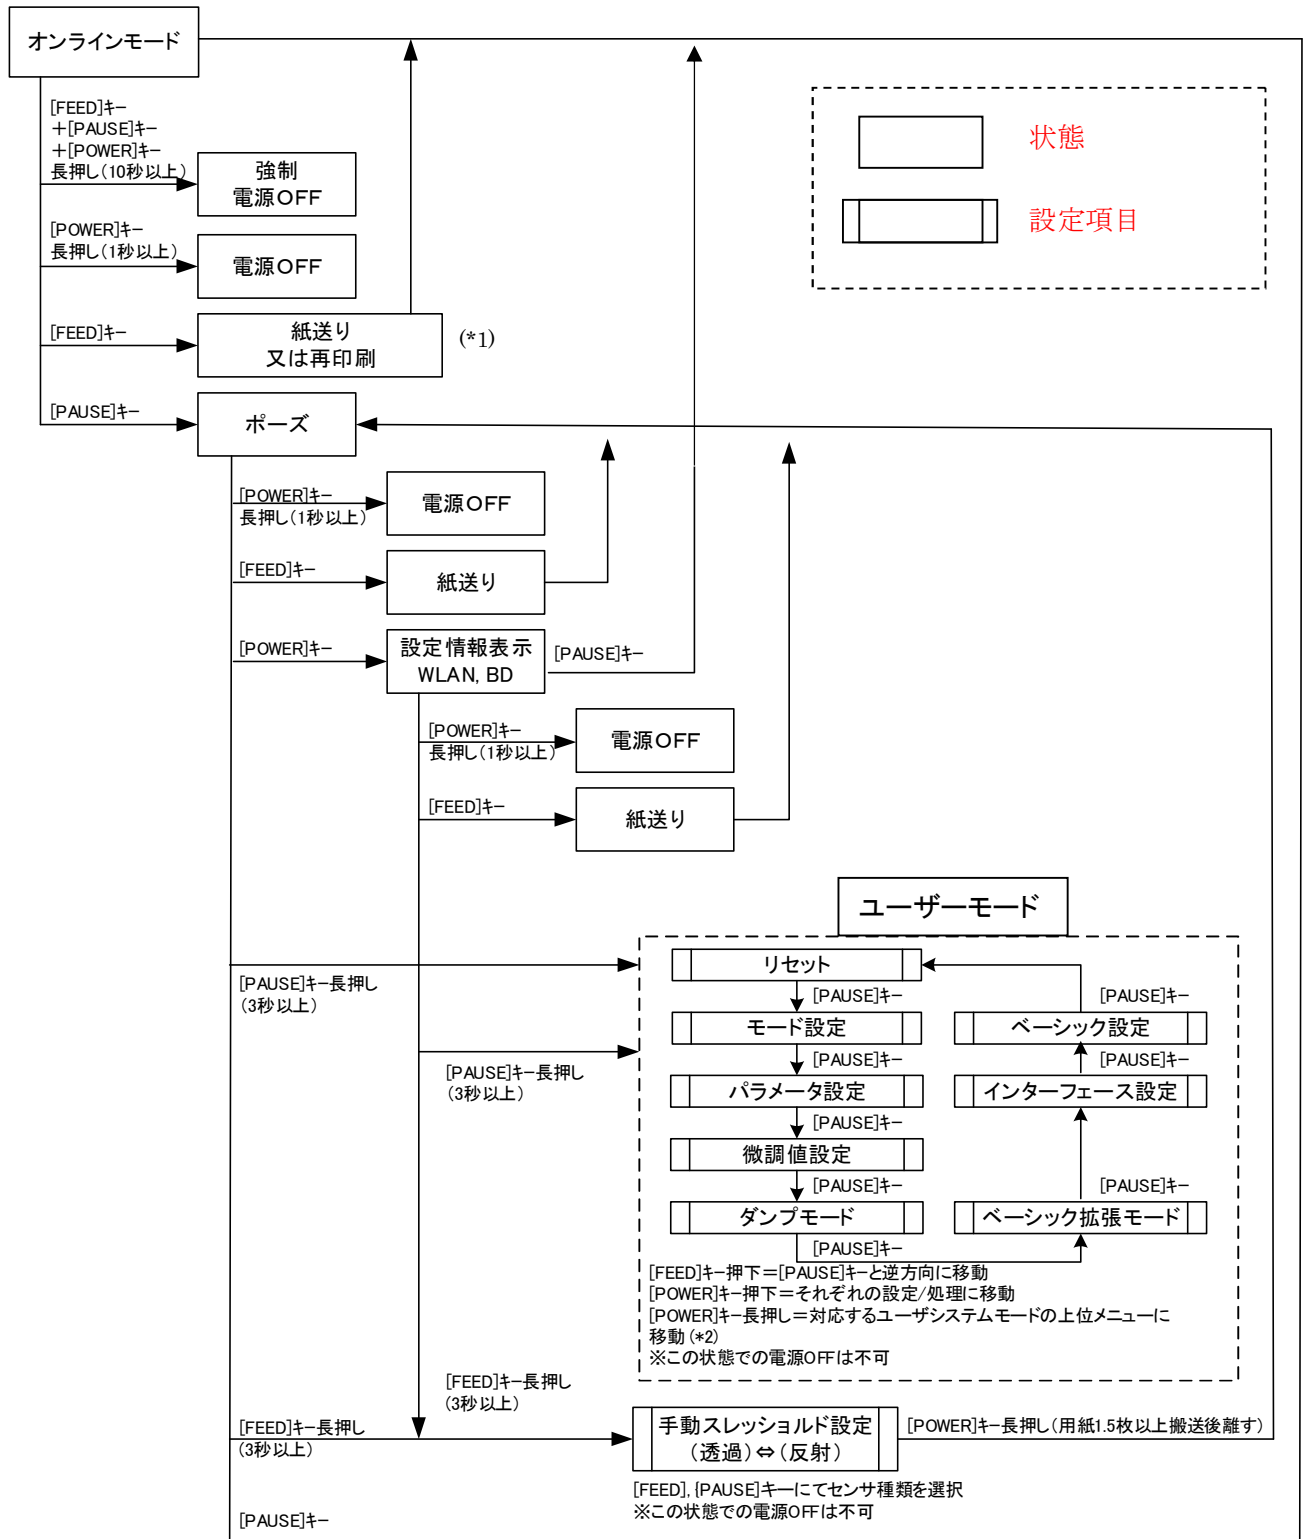 オンラインモード
[FEED]キー
+[PAUSE]キー
+[POWER]キー
長押し(10秒以上)
強制
電源OFF
[POWER]キー
長押し(1秒以上)
電源OFF
[FEED]キー
紙送り
又は再印刷
(*1)
[PAUSE]キー
ポーズ
状態
設定項目
[POWER]キー
長押し(1秒以上)
電源OFF
[FEED]キー
紙送り
[POWER]キー
設定情報表示
WLAN, BD
[PAUSE]キー
[POWER]キー
長押し(1秒以上)
電源OFF
[FEED]キー
紙送り
ユーザーモード
[PAUSE]キー長押し
(3秒以上)
[PAUSE]キー長押し
(3秒以上)
リセット
[PAUSE]キー
モード設定
[PAUSE]キー
パラメータ設定
[PAUSE]キー
微調値設定
[PAUSE]キー
ダンプモード
[PAUSE]キー
[PAUSE]キー
ベーシック設定
[PAUSE]キー
インターフェース設定
[PAUSE]キー
ベーシック拡張モード
[FEED]キー押下=[PAUSE]キーと逆方向に移動
[POWER]キー押下=それぞれの設定/処理に移動
[POWER]キー長押し=対応するユーザシステムモードの上位メニューに
移動(*2)
※この状態での電源OFFは不可
[FEED]キー長押し
(3秒以上)
[FEED]キー長押し
(3秒以上)
手動スレッショルド設定
(透過)⇔(反射)
[POWER]キー長押し(用紙1.5枚以上搬送後離す)
[FEED], {PAUSE]キーにてセンサ種類を選択
※この状態での電源OFFは不可
[PAUSE]キー